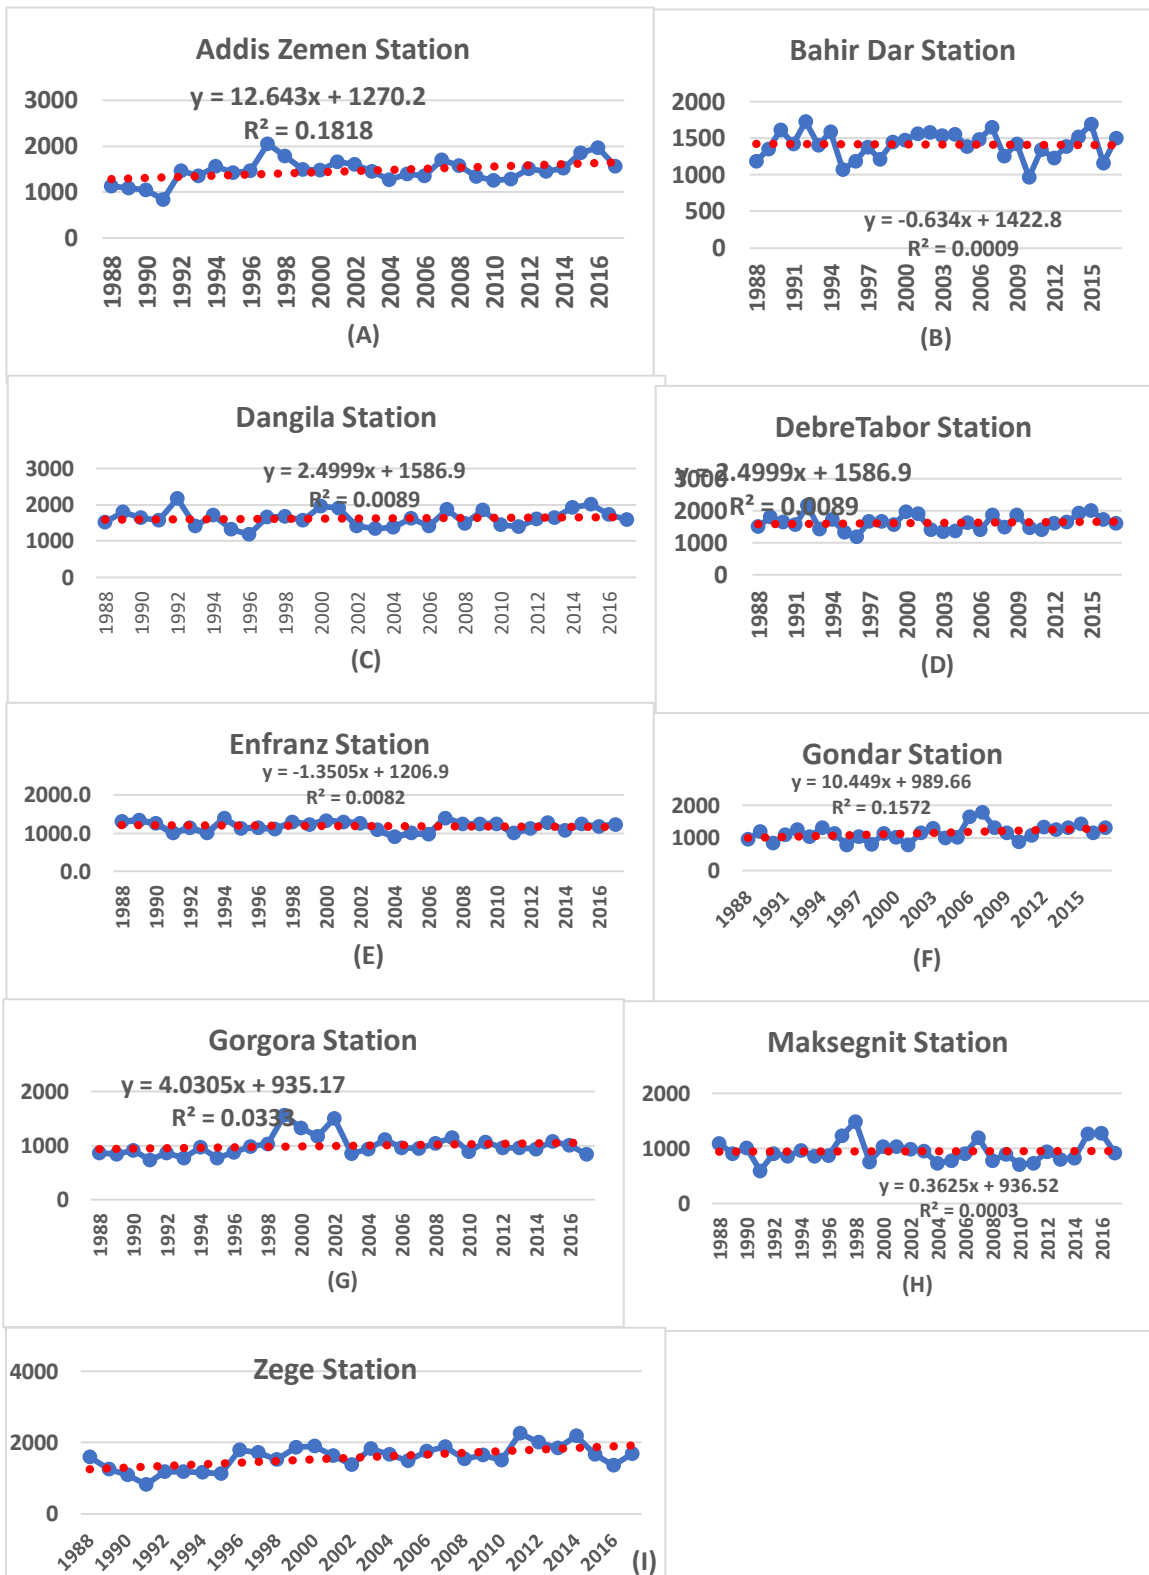 Addis Zemen Station
y = 12.643x + 1270.2
R² = 0.1818
3000
2000
1000
0
1988 1990 1992 1994 1996 1998 2000 2002 2004 2006 2008 2010 2012 2014 2016
(A)
Bahir Dar Station
2000
1500
1000
500
0
y = -0.634x + 1422.8
R² = 0.0009
1988 1991 1994 1997 2000 2003 2006 2009 2012 2015
(B)
Dangila Station
y = 2.4999x + 1586.9
R² = 0.0089
3000
2000
1000
0
1988 1990 1992 1994 1996 1998 2000 2002 2004 2006 2008 2010 2012 2014 2016
(C)
DebreTabor Station
y = 2.4999x + 1586.9
R² = 0.0089
3000
2000
1000
0
1988 1991 1994 1997 2000 2003 2006 2009 2012 2015
(D)
Enfranz Station
y = -1.3505x + 1206.9
R² = 0.0082
2000.0
1000.0
0.0
1988 1990 1992 1994 1996 1998 2000 2002 2004 2006 2008 2010 2012 2014 2016
(E)
Gondar Station
y = 10.449x + 989.66
R² = 0.1572
2000
1000
0
1988 1991 1994 1997 2000 2003 2006 2009 2012 2015
(F)
Gorgora Station
y = 4.0305x + 935.17
R² = 0.0333
2000
1000
0
1988 1990 1992 1994 1996 1998 2000 2002 2004 2006 2008 2010 2012 2014 2016
(G)
Maksegnit Station
2000
1000
0
y = 0.3625x + 936.52
R² = 0.0003
1988 1990 1992 1994 1996 1998 2000 2002 2004 2006 2008 2010 2012 2014 2016
(H)
Zege Station
4000
2000
0
1988 1990 1992 1994 1996 1998 2000 2002 2004 2006 2008 2010 2012 2014 2016
(I)